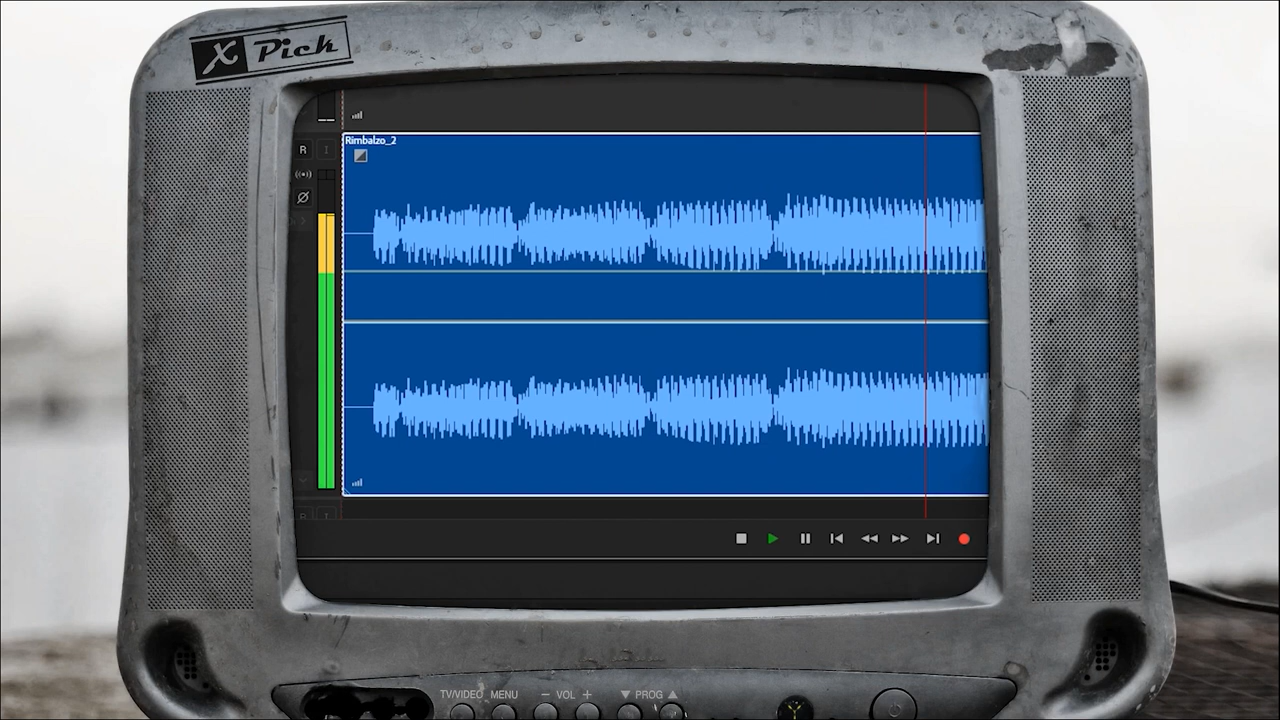 X Pick
Rimbalzo_2
R I
R I
TV/VIDEO MENU − VOL + ▼ PROG ▲